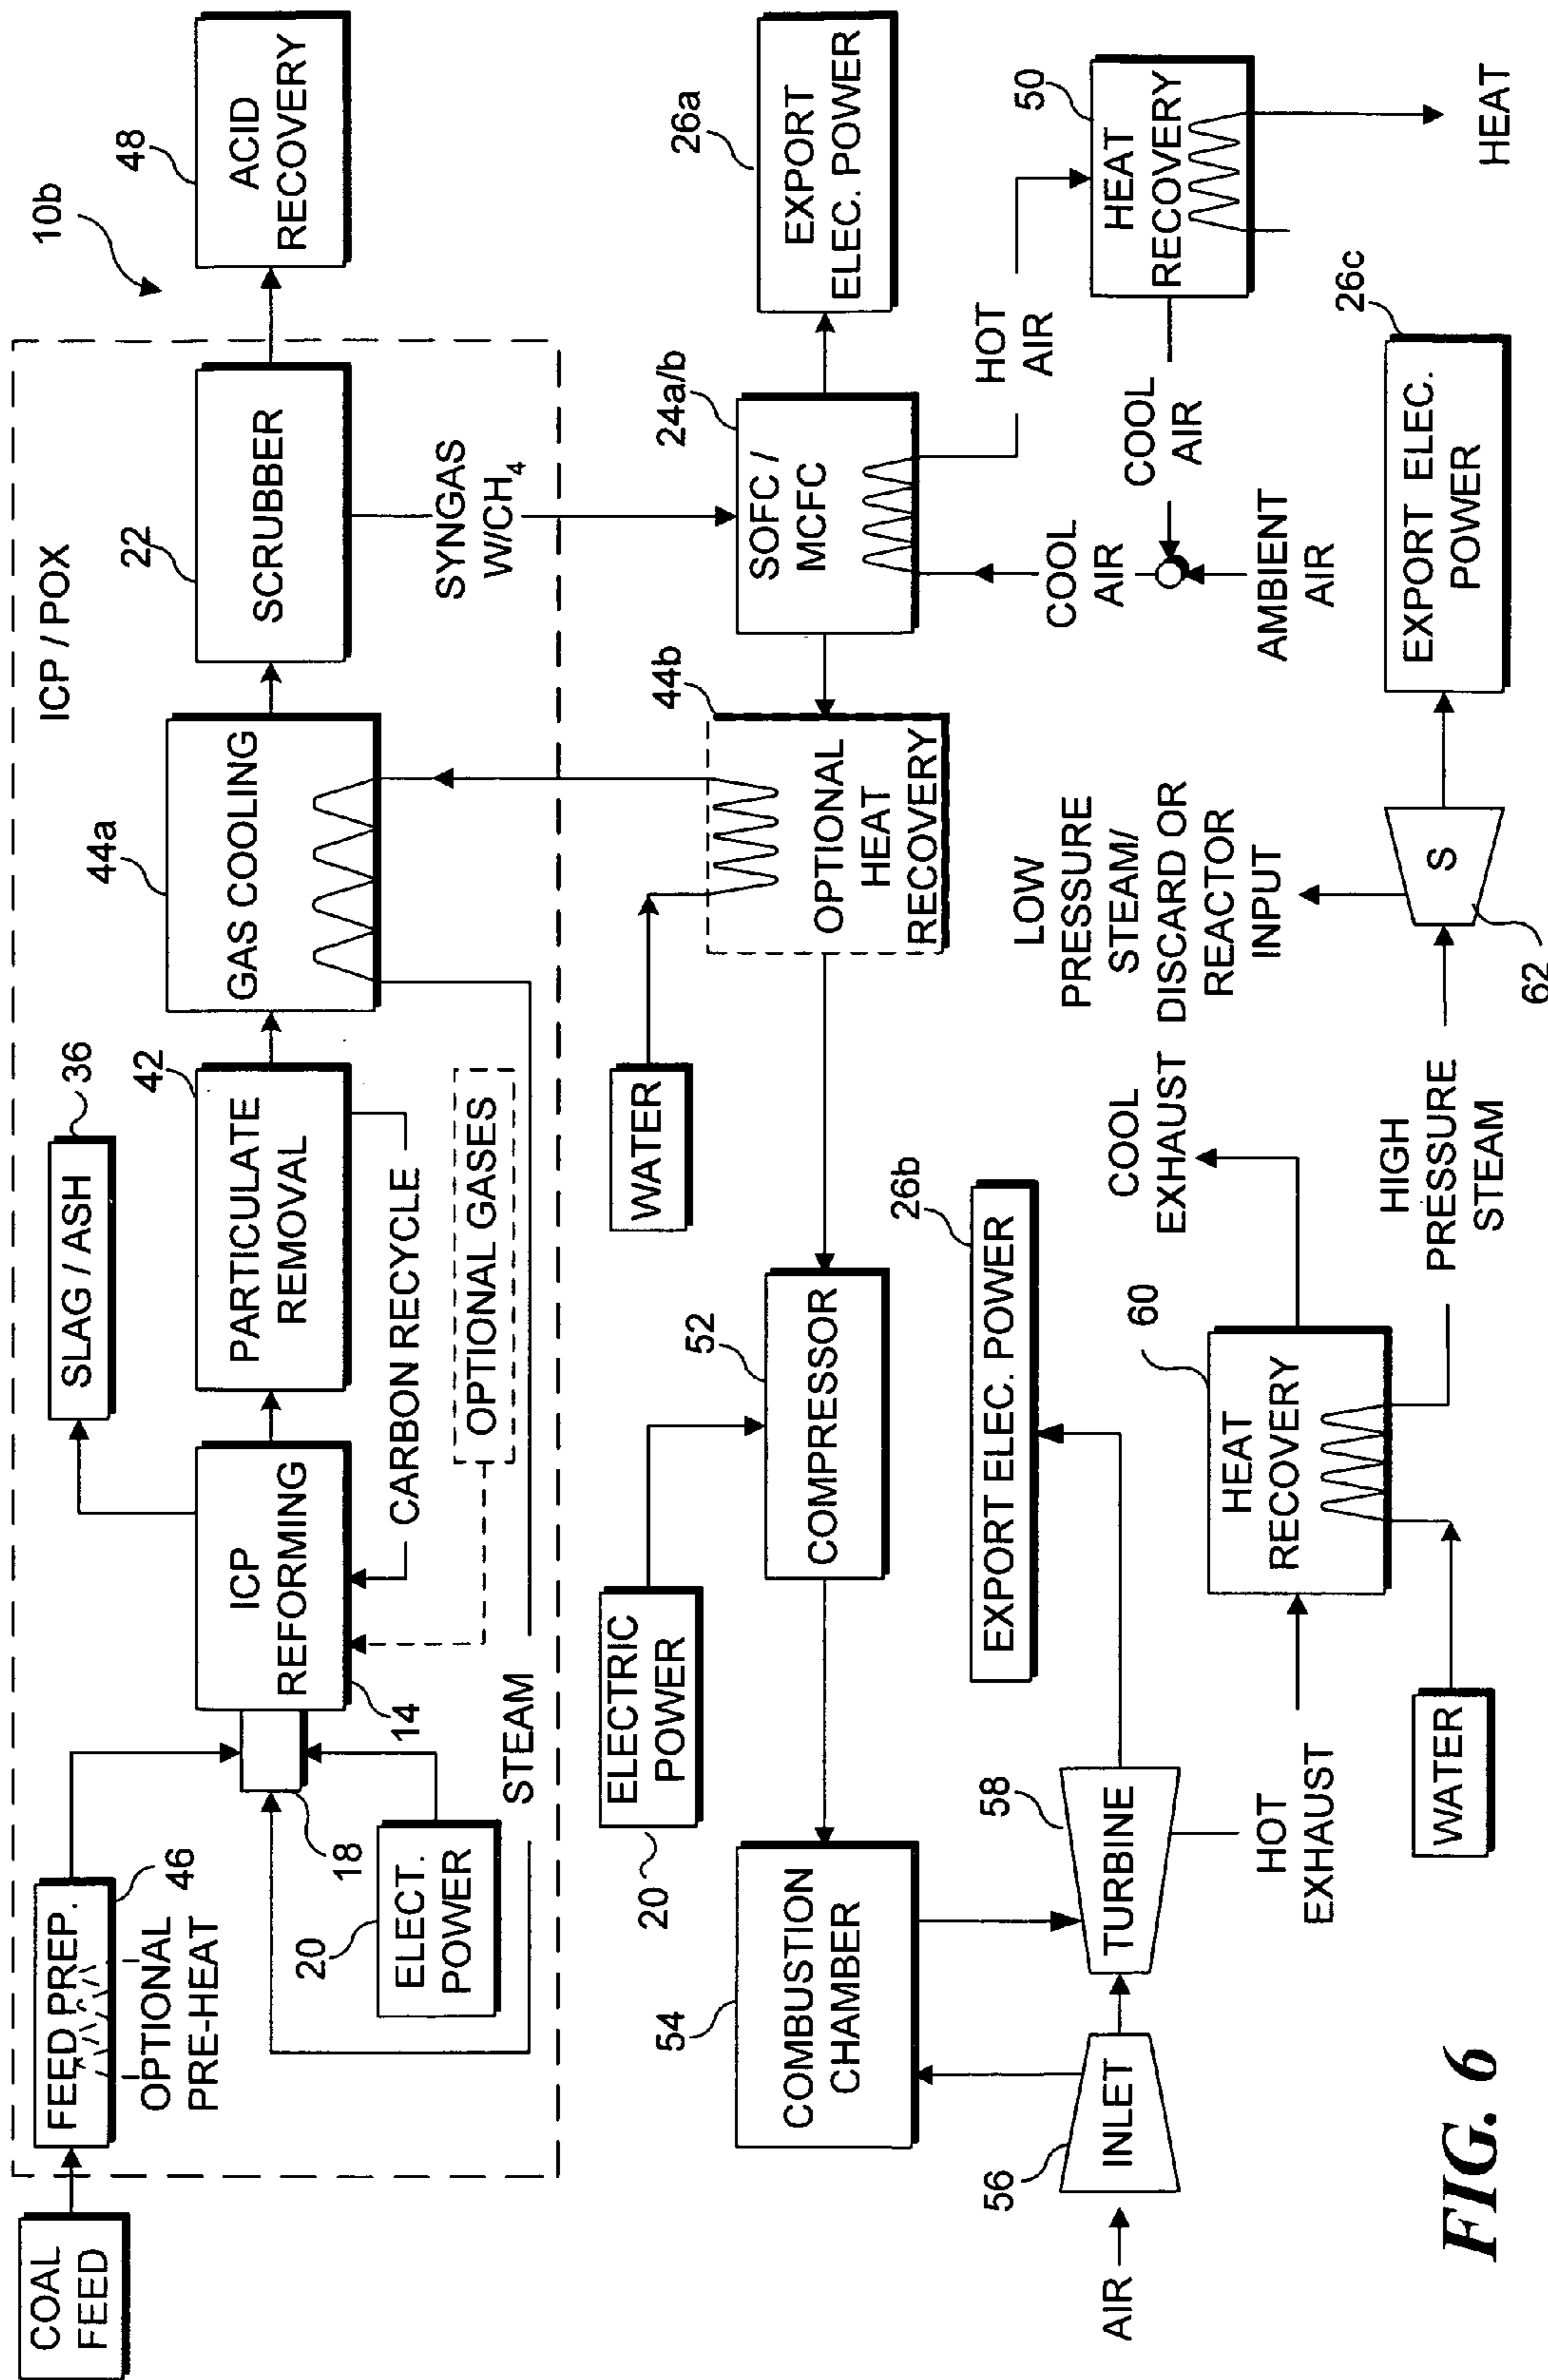 COAL
FEED
FEED PREP.
46
OPTIONAL
PRE-HEAT
20
ELECT.
POWER
18
14
ICP
REFORMING
SLAG / ASH
36
PARTICULATE
REMOVAL
42
CARBON RECYCLE
OPTIONAL GASES
STEAM
44a
GAS COOLING
ICP / POX
22
SCRUBBER
SYNGAS
W/CH4
10b
48
ACID
RECOVERY
20
ELECTRIC
POWER
54
COMBUSTION
CHAMBER
52
COMPRESSOR
WATER
44b
OPTIONAL
HEAT
RECOVERY
24a/b
SOFC /
MCFC
26a
EXPORT
ELEC. POWER
COOL
AIR
AMBIENT
AIR
COOL
AIR
HOT
AIR
50
HEAT
RECOVERY
HEAT
AIR
56
INLET
58
TURBINE
26b
EXPORT ELEC. POWER
HOT
EXHAUST
WATER
60
HEAT
RECOVERY
COOL
EXHAUST
HIGH
PRESSURE
STEAM
LOW
PRESSURE
STEAM/
DISCARD OR
REACTOR
INPUT
S
62
26c
EXPORT ELEC.
POWER
FIG. 6